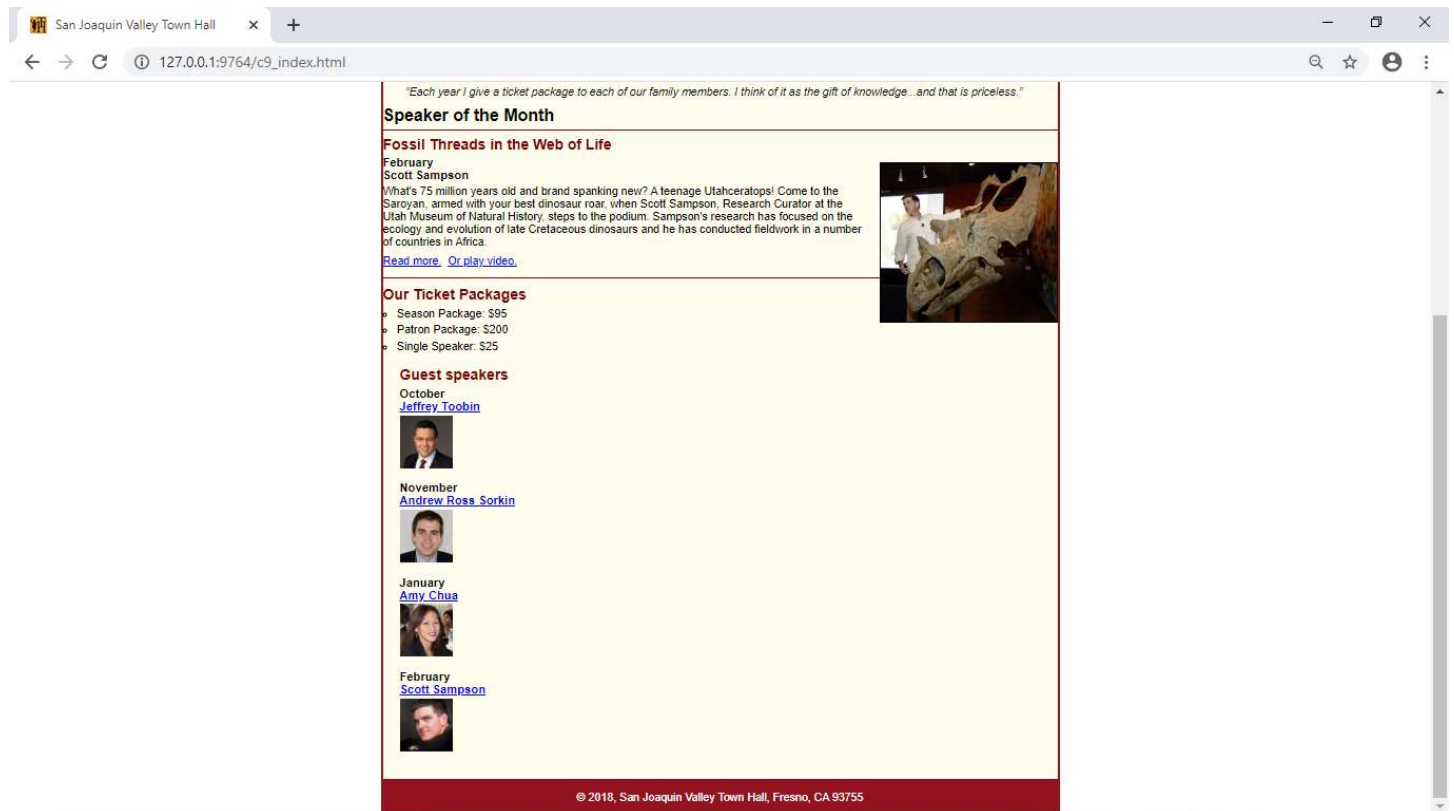 San Joaquin Valley Town Hall
127.0.0.1:9764/c9_index.html
"Each year I give a ticket package to each of our family members. I think of it as the gift of knowledge...and that is priceless."
Speaker of the Month
Fossil Threads in the Web of Life
February
Scott Sampson
What's 75 million years old and brand spanking new? A teenage Utahceratops! Come to the
Saroyan, armed with your best dinosaur roar, when Scott Sampson, Research Curator at the
Utah Museum of Natural History, steps to the podium. Sampson's research has focused on the
ecology and evolution of late Cretaceous dinosaurs and he has conducted fieldwork in a number
of countries in Africa.
Read more. Or play video.
Our Ticket Packages
Season Package: $95
Patron Package: $200
Single Speaker: $25
Guest speakers
October
Jeffrey Toobin
November
Andrew Ross Sorkin
January
Amy Chua
February
Scott Sampson
© 2018, San Joaquin Valley Town Hall, Fresno, CA 93755